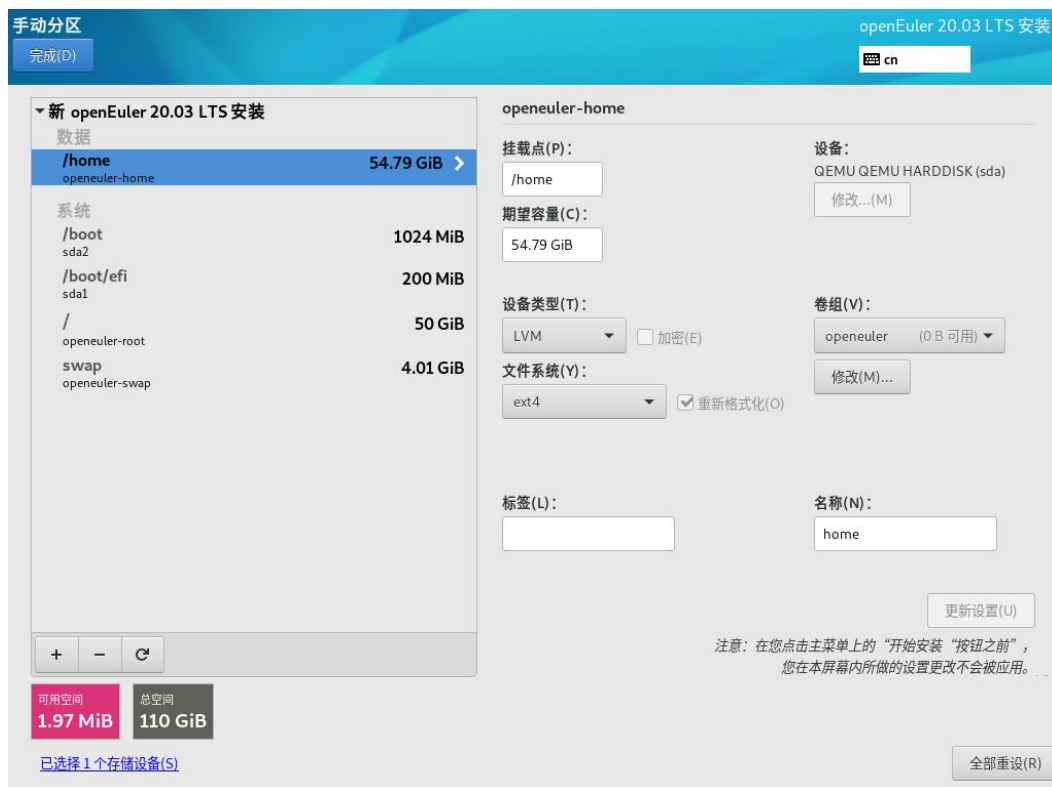 手动分区
openEuler 20.03 LTS 安装
完成(D)
cn
新 openEuler 20.03 LTS 安装
数据
/home
54.79 GiB
openeuler-home
系统
/boot
1024 MiB
sda2
/boot/efi
200 MiB
sda1
/
50 GiB
openeuler-root
swap
4.01 GiB
openeuler-swap
+ -
可用空间
1.97 MiB
总空间
110 GiB
已选择 1 个存储设备(S)
openeuler-home
挂载点(P):
/home
设备:
QEMU QEMU HARDDISK (sda)
修改...(M)
期望容量(C):
54.79 GiB
设备类型(T):
LVM
加密(E)
卷组(V):
openeuler (0 B 可用)
修改(M)...
文件系统(Y):
ext4
重新格式化(O)
标签(L):
名称(N):
home
更新设置(U)
注意：在您点击主菜单上的“开始安装“按钮之前”，
您在本屏幕内所做的设置更改不会被应用。
全部重设(R)